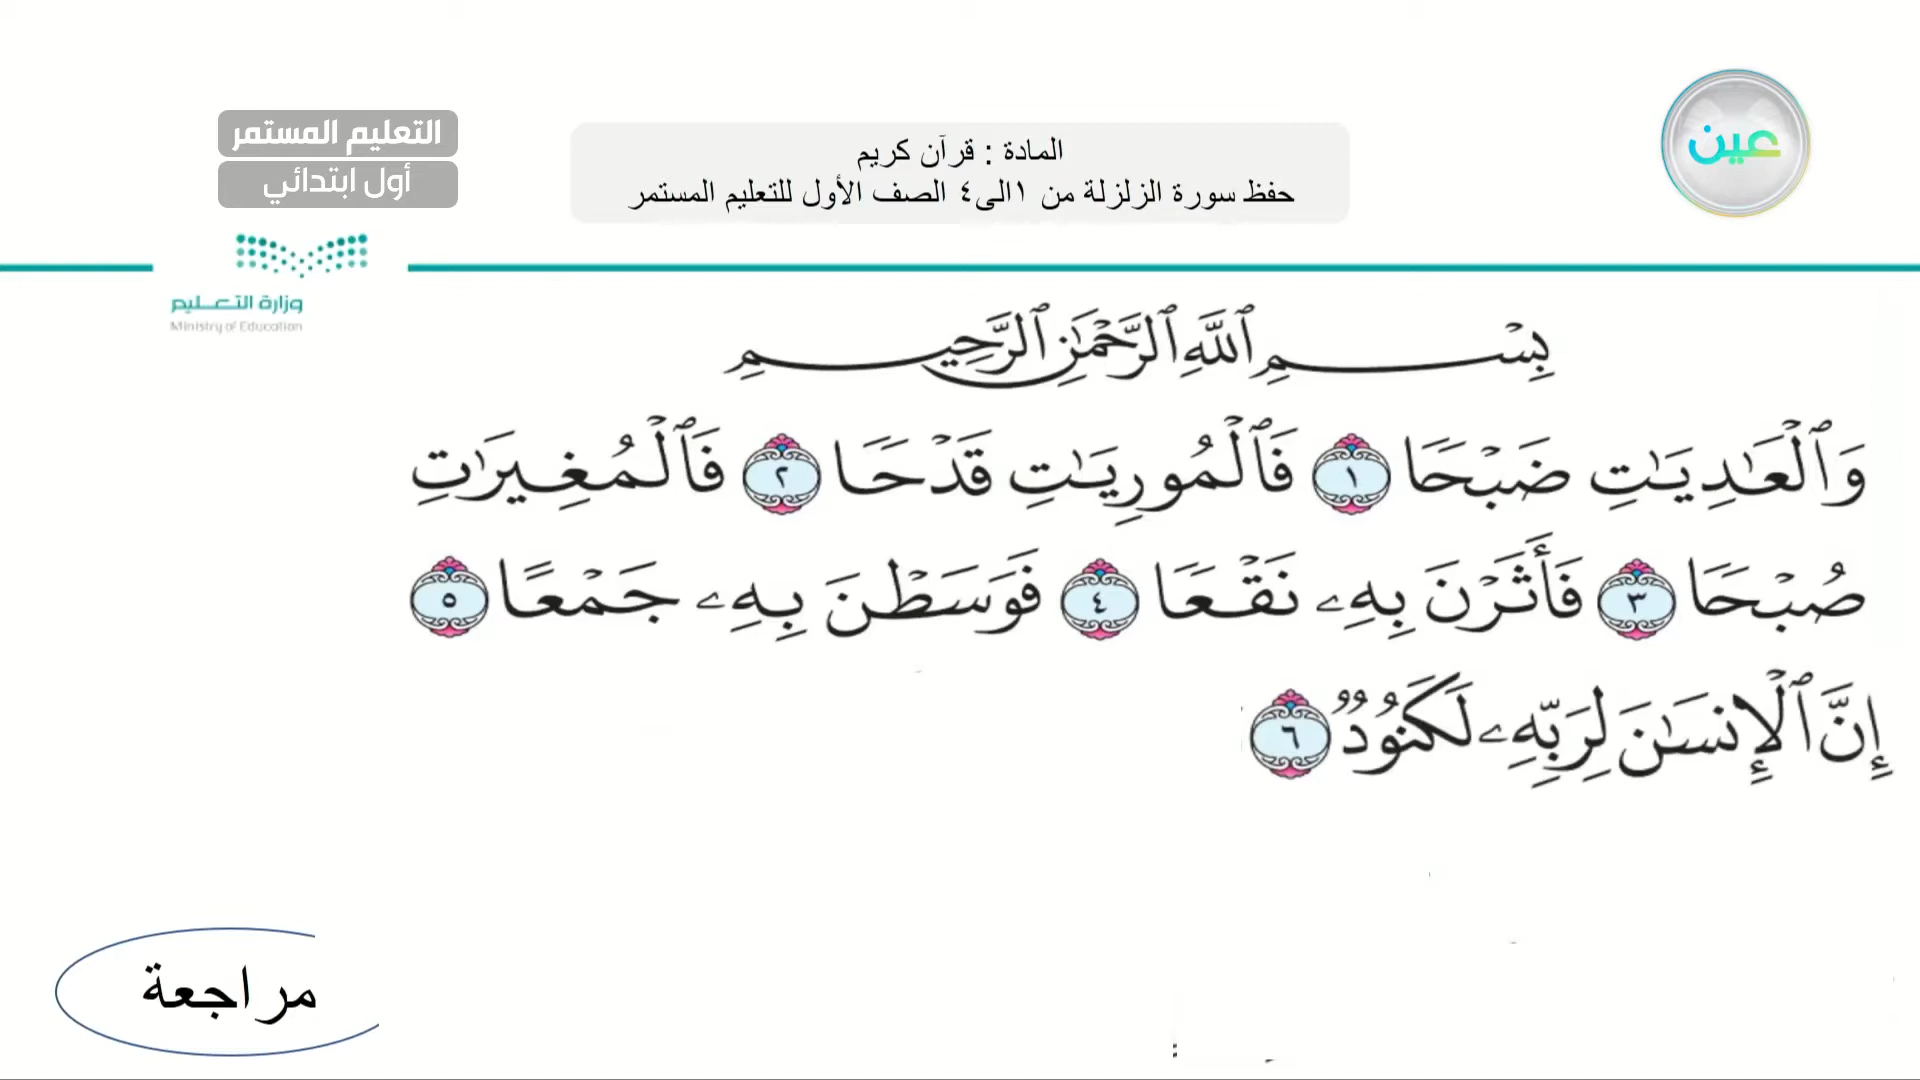 التعليم المستمر
أول ابتدائي
المادة : قرآن كريم
حفظ سورة الزلزلة من ١الى٤ الصف الأول للتعليم المستمر
عين
وزارة التعـــليم
Ministry of Education
بِسْمِ ٱللَّهِ ٱلرَّحْمَٰنِ ٱلرَّحِيمِ
وَٱلْعَٰدِيَٰتِ ضَبْحًا ١ فَٱلْمُورِيَٰتِ قَدْحًا ٢ فَٱلْمُغِيرَٰتِ
صُبْحًا ٣ فَأَثَرْنَ بِهِۦ نَقْعًا ٤ فَوَسَطْنَ بِهِۦ جَمْعًا ٥
إِنَّ ٱلْإِنسَٰنَ لِرَبِّهِۦ لَكَنُودٌ ٦
مراجعة